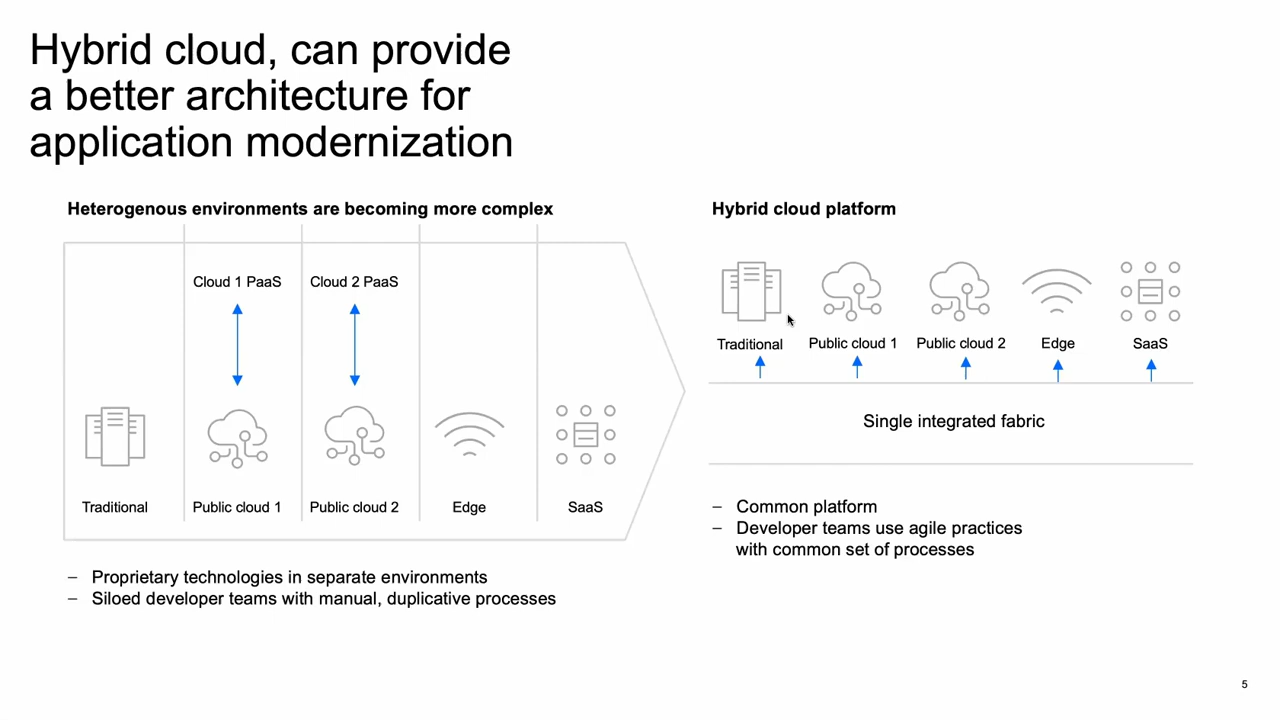 Hybrid cloud, can provide
a better architecture for
application modernization
Heterogenous environments are becoming more complex
Cloud 1 PaaS
Cloud 2 PaaS
Traditional
Public cloud 1
Public cloud 2
Edge
SaaS
– Proprietary technologies in separate environments
– Siloed developer teams with manual, duplicative processes
Hybrid cloud platform
Traditional
Public cloud 1
Public cloud 2
Edge
SaaS
Single integrated fabric
– Common platform
– Developer teams use agile practices
with common set of processes
5